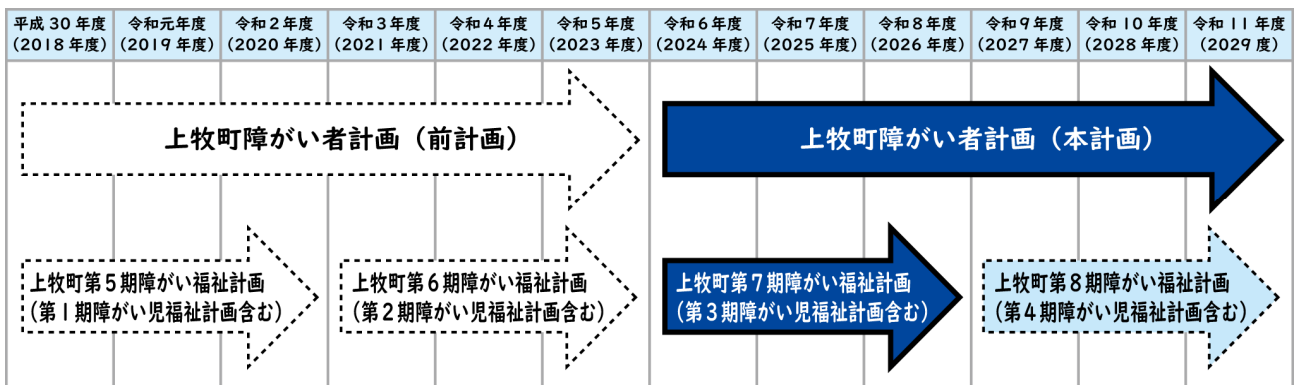 平成30年度
(2018年度)
令和元年度
(2019年度)
令和2年度
(2020年度)
令和3年度
(2021年度)
令和4年度
(2022年度)
令和5年度
(2023年度)
令和6年度
(2024年度)
令和7年度
(2025年度)
令和8年度
(2026年度)
令和9年度
(2027年度)
令和10年度
(2028年度)
令和11年度
(2029度)
上牧町障がい者計画(前計画)
上牧町障がい者計画(本計画)
上牧町第5期障がい福祉計画
(第1期障がい児福祉計画含む)
上牧町第6期障がい福祉計画
(第2期障がい児福祉計画含む)
上牧町第7期障がい福祉計画
(第3期障がい児福祉計画含む)
上牧町第8期障がい福祉計画
(第4期障がい児福祉計画含む)